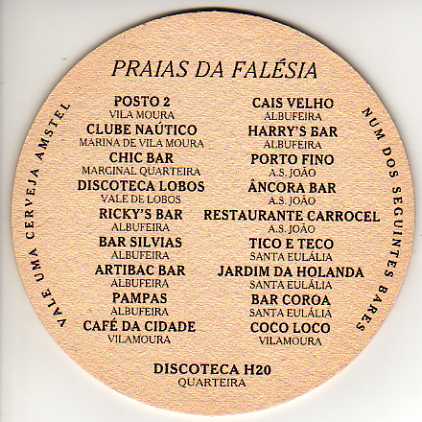 PRAIAS DA FALÉSIA
POSTO 2
VILA MOURA
CLUBE NAÚTICO
MARINA DE VILA MOURA
CHIC BAR
MARGINAL QUARTEIRA
DISCOTECA LOBOS
VALE DE LOBOS
RICKY'S BAR
ALBUFEIRA
BAR SILVIAS
ALBUFEIRA
ARTIBAC BAR
ALBUFEIRA
PAMPAS
ALBUFEIRA
CAFÉ DA CIDADE
VILAMOURA
CAIS VELHO
ALBUFEIRA
HARRY'S BAR
ALBUFEIRA
PORTO FINO
A.S. JOÃO
ÂNCORA BAR
A.S. JOÃO
RESTAURANTE CARROCEL
A.S. JOÃO
TICO E TECO
SANTA EULÁLIA
JARDIM DA HOLANDA
SANTA EULÁLIA
BAR COROA
SANTA EULÁLIA
COCO LOCO
VILAMOURA
DISCOTECA H20
QUARTEIRA
VALE UMA CERVEJA AMSTEL
NUM DOS SEGUINTES BARES